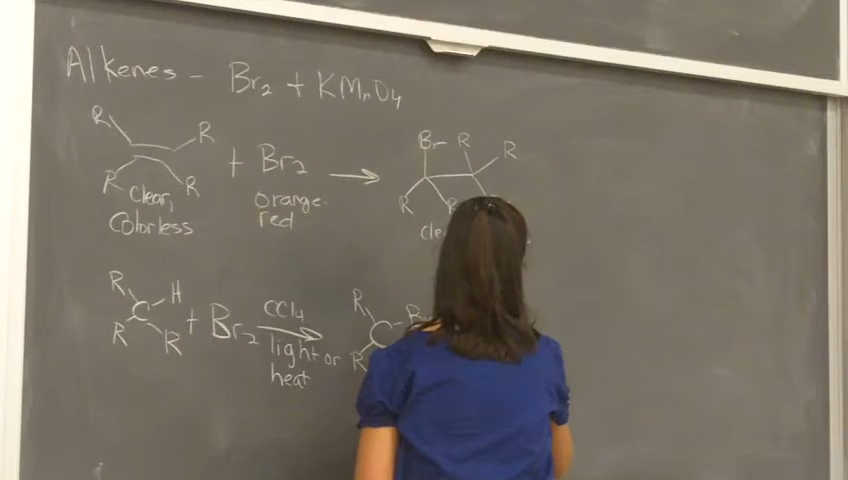 Alkenes - Br2 + KMnO4
R R + Br2 → Br R R
R R R
Clear, Colorless orange-red
R H + Br2 CCl4 → R
C C
R R light or heat R